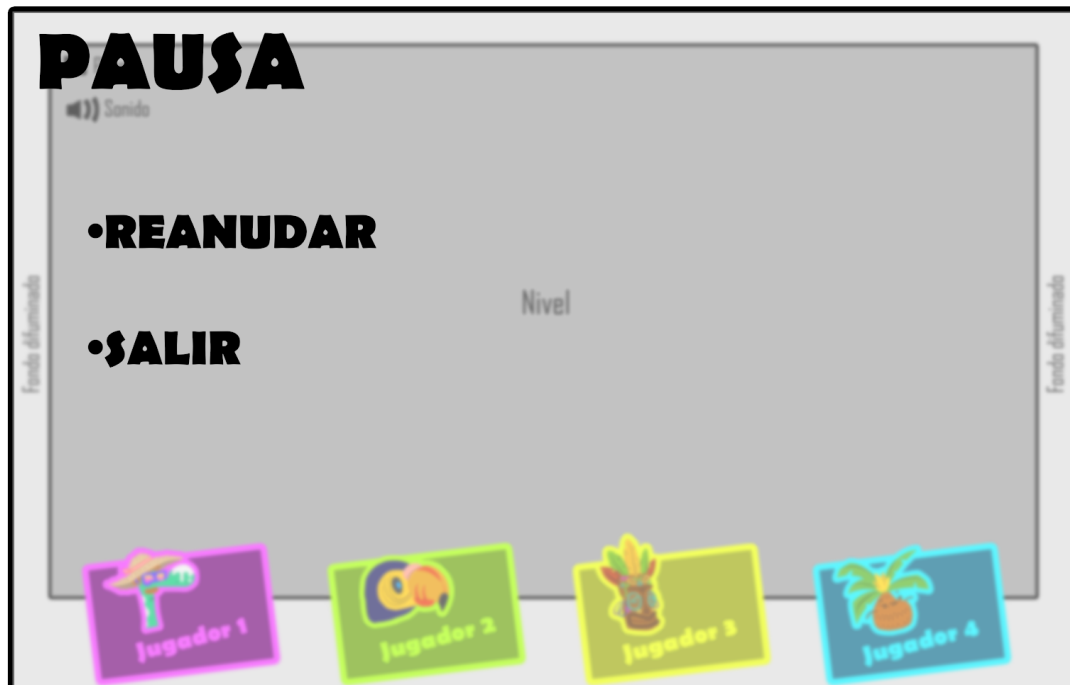 PAUSA
Sonido
•REANUDAR
Nivel
•SALIR
Fondo difuminado
Fondo difuminado
Jugador 1
Jugador 2
Jugador 3
Jugador 4